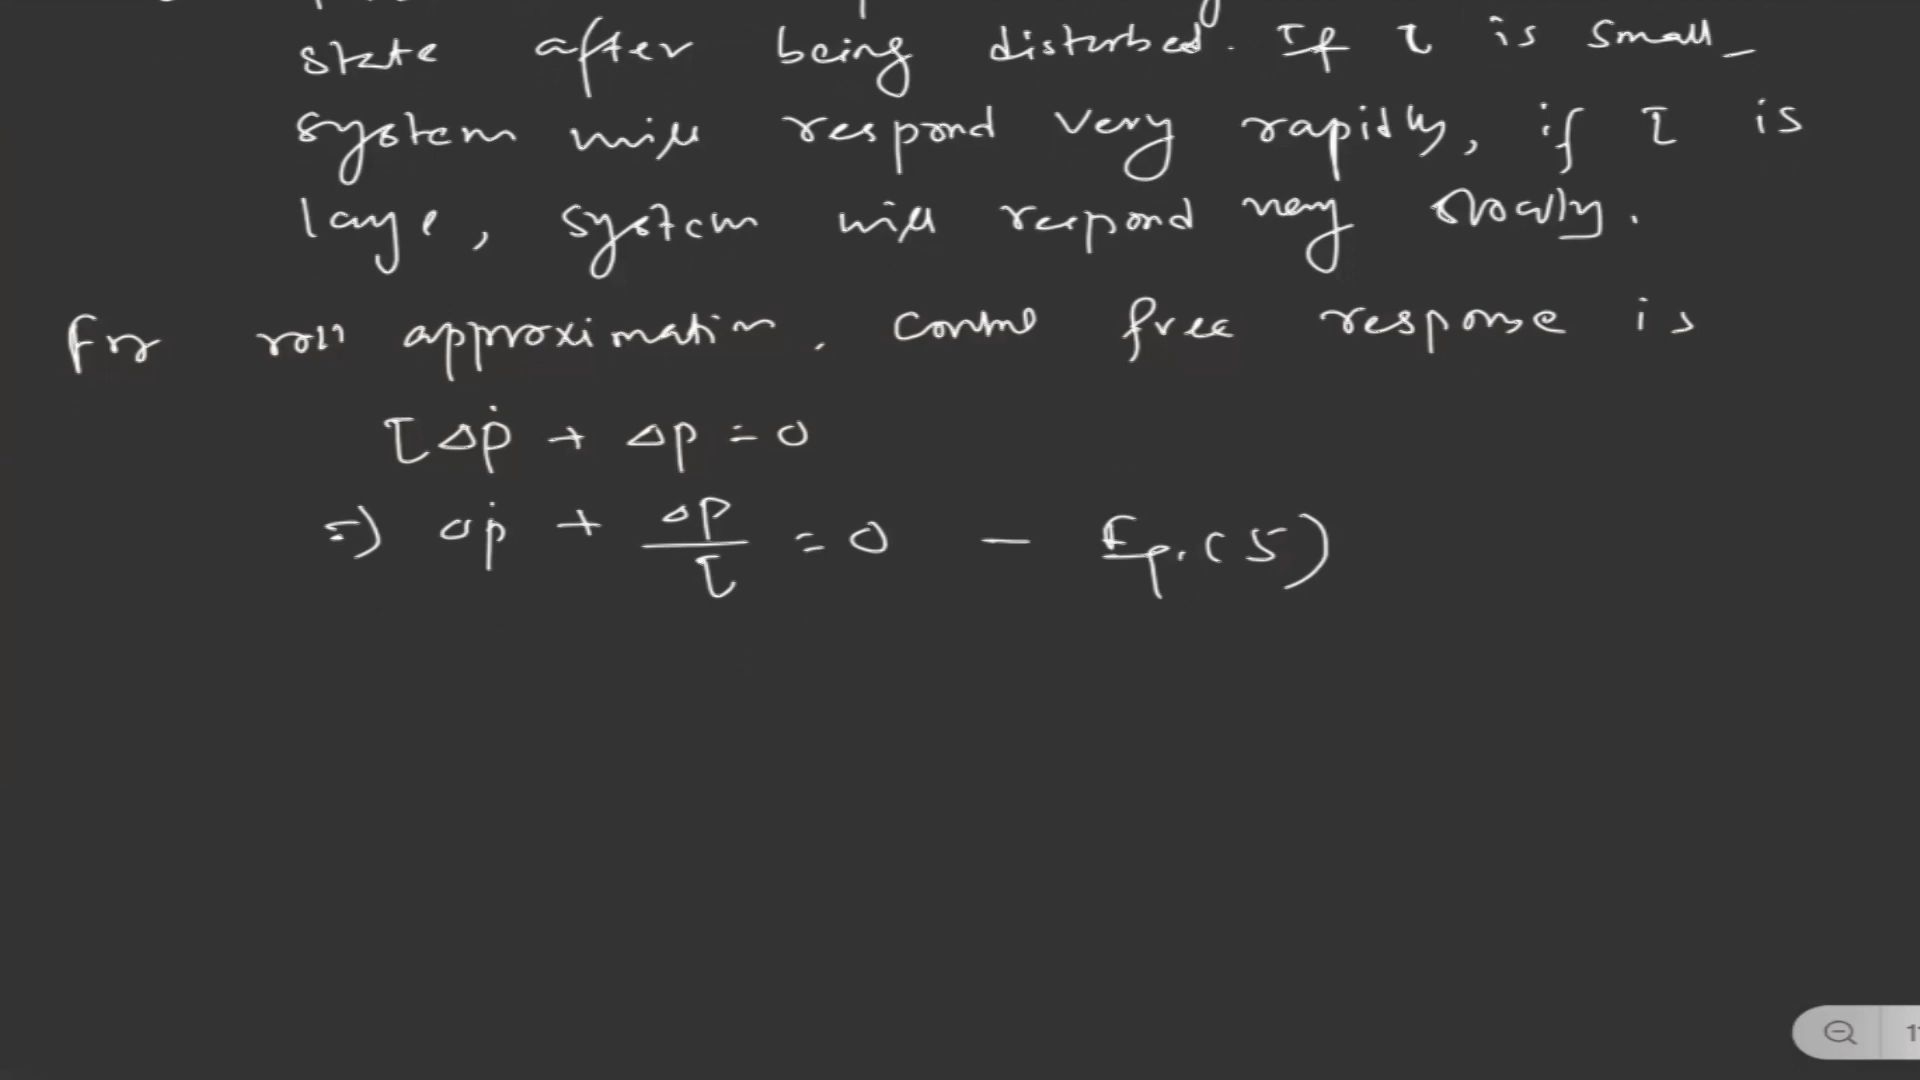 state after being disturbed. If τ is small
system will respond very rapidly, if τ is
large, system will respond very slowly.
For roll approximation, control free response is
τΔṗ + Δp = 0
⇒ Δṗ + Δp/τ = 0 — Eq. (5)